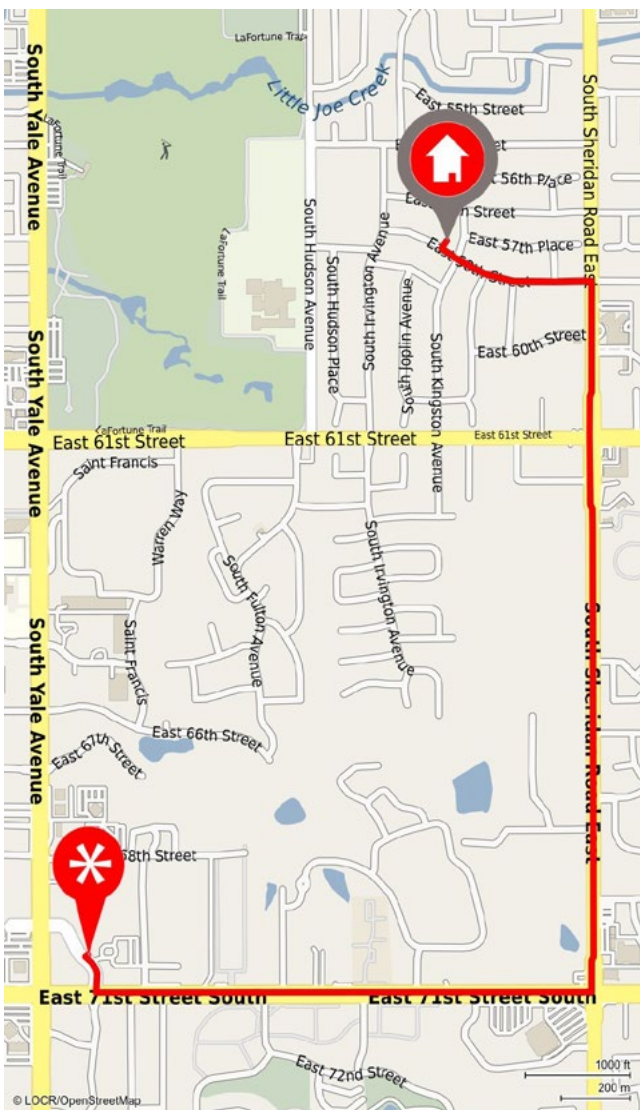 LaFortune Trail
South Yale Avenue
Little Joe Creek
East 55th Street
South Sheridan Road East
LaFortune Trail
56th Place
Street
East 57th Place
East 58th Street
LaFortune Trail
South Hudson Avenue
South Hudson Place
South Irvington Avenue
South Joplin Avenue
South Kingston Avenue
East 60th Street
South Yale Avenue
LaFortune Trail
East 61st Street
East 61st Street
East 61st Street
Saint Francis
Warren Way
South Fulton Avenue
South Irvington Avenue
Saint Francis
South Yale Avenue
South Sheridan Road East
East 66th Street
East 67th Street
68th Street
East 71st Street South
East 71st Street South
East 72nd Street
1000 ft
200 m
© LOCR/OpenStreetMap